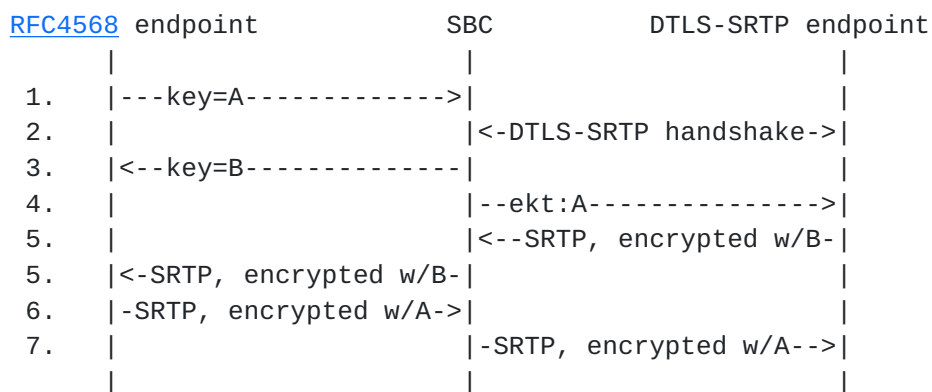 RFC4568 endpoint               SBC            DTLS-SRTP endpoint
      |                        |                         |
 1.   |---key=A------------->|                         |
 2.   |                        |<-DTLS-SRTP handshake->|
 3.   |<--key=B--------------|                         |
 4.   |                        |--ekt:A--------------->|
 5.   |                        |<--SRTP, encrypted w/B-|
 5.   |<-SRTP, encrypted w/B-|                         |
 6.   |-SRTP, encrypted w/A->|                         |
 7.   |                        |-SRTP, encrypted w/A-->|
      |                        |                         |